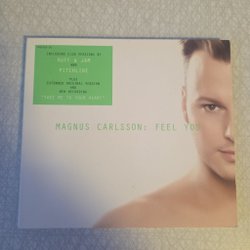 INCLUDING CLUB VERSIONS BY
RUFF & JAM
AND
PITCHLINE
PLUS
EXTENDED ORIGINAL VERSION
AND
NEW RECORDING
"TAKE ME TO YOUR HEART"
MAGNUS CARLSSON: FEEL YOU